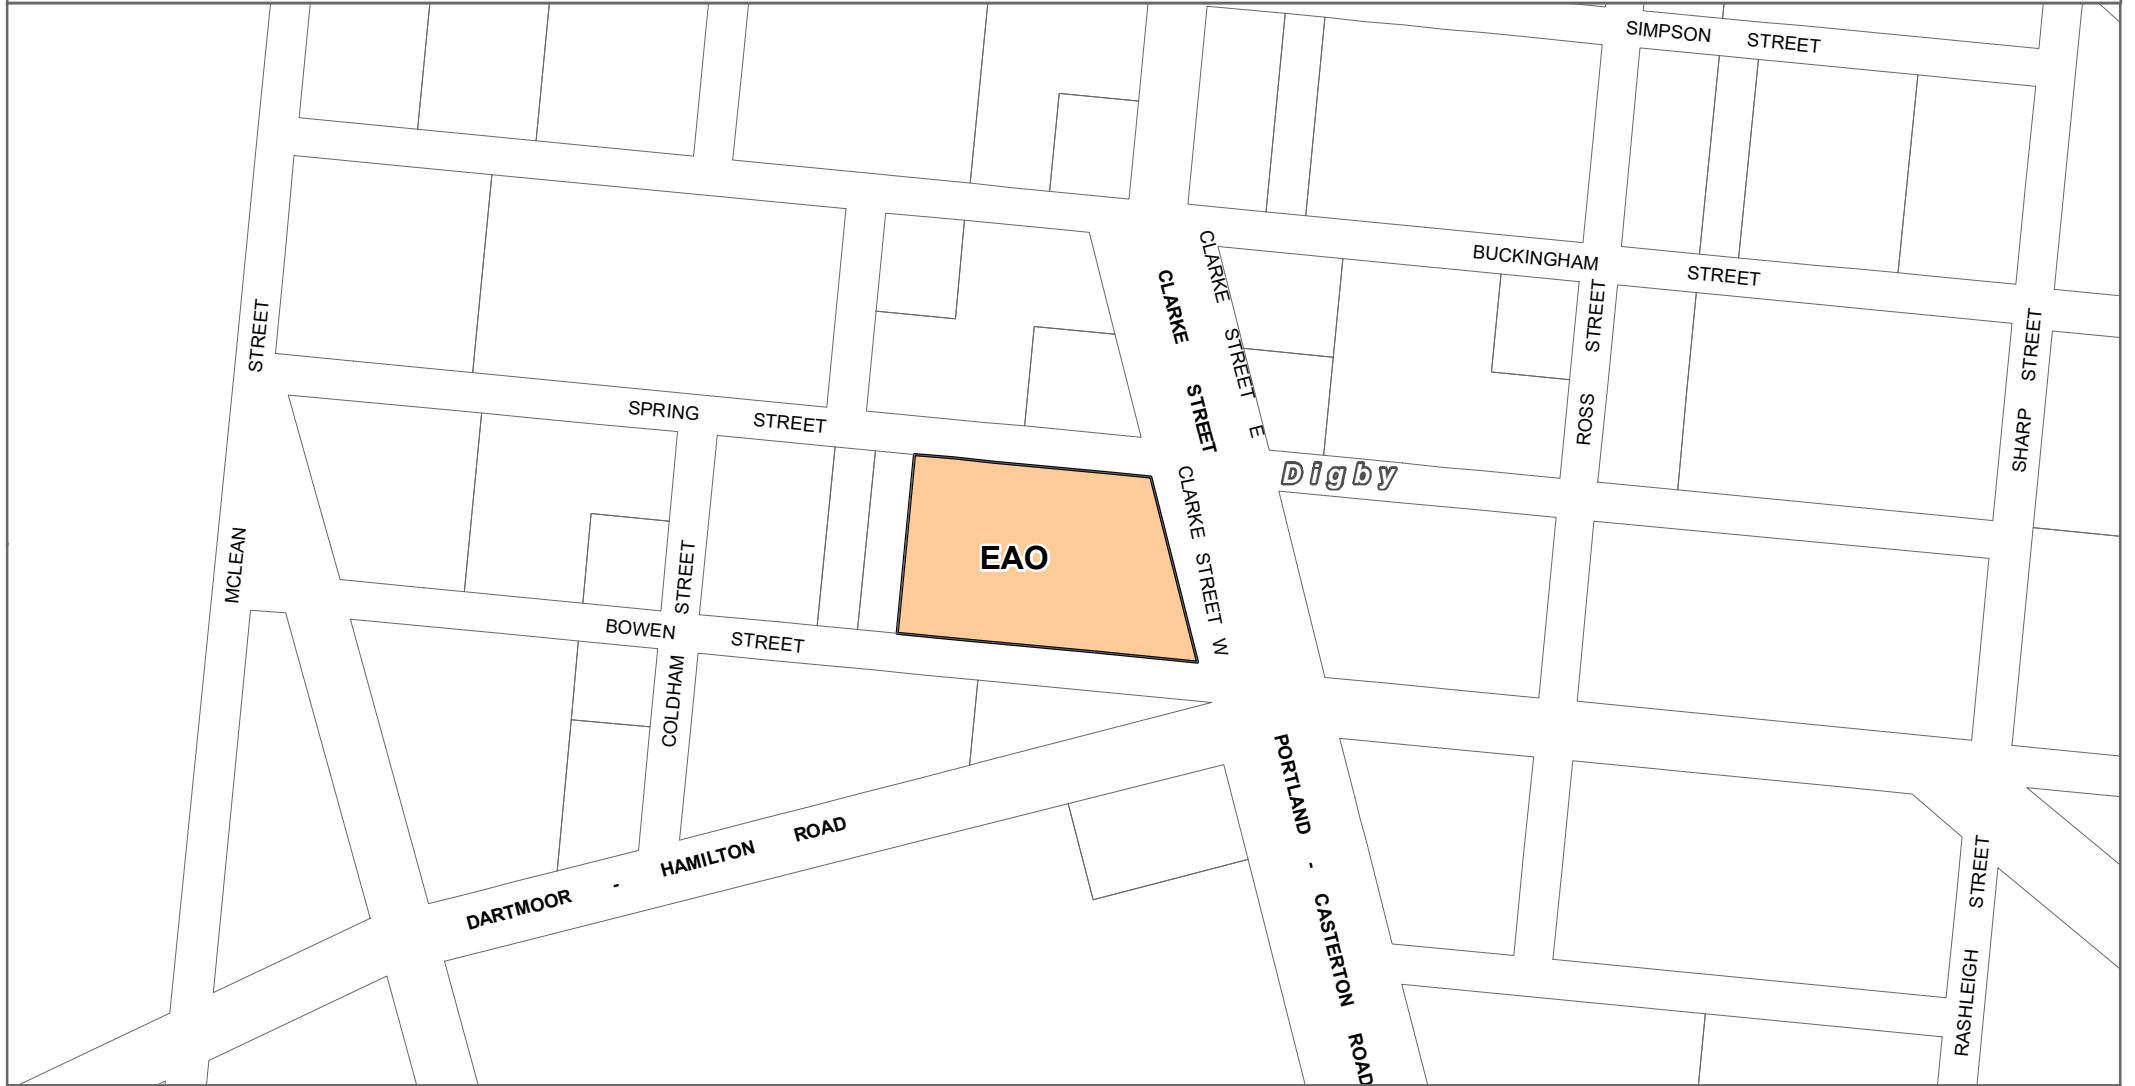 SIMPSON STREET
BUCKINGHAM STREET
CLARKE STREET E
CLARKE STREET
STREET
ROSS STREET
SHARP STREET
SPRING STREET
Digby
CLARKE STREET W
EAO
MCLEAN
STREET
BOWEN STREET
COLDHAM
PORTLAND - CASTERTON ROAD
DARTMOOR - HAMILTON ROAD
RASHLEIGH STREET